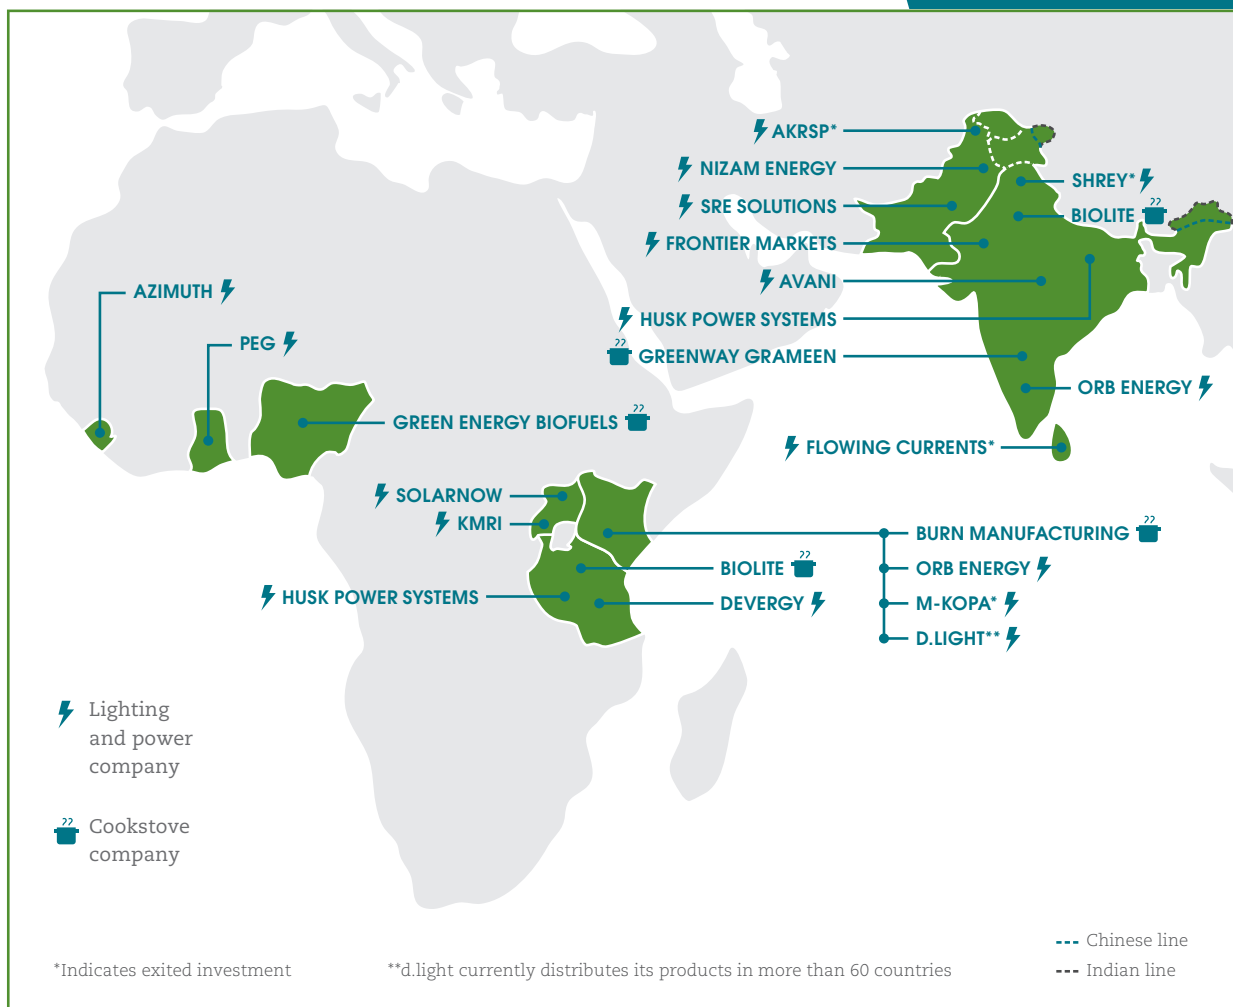 AKRSP*
NIZAM ENERGY
SHREY*
SRE SOLUTIONS
BIOLITE
FRONTIER MARKETS
AVANI
AZIMUTH
HUSK POWER SYSTEMS
PEG
GREENWAY GRAMEEN
ORB ENERGY
GREEN ENERGY BIOFUELS
FLOWING CURRENTS*
SOLARNOW
KMRI
BURN MANUFACTURING
BIOLITE
ORB ENERGY
HUSK POWER SYSTEMS
DEVERGY
M-KOPA*
D.LIGHT**
Lighting
and power
company
Cookstove
company
Chinese line
Indian line
*Indicates exited investment
**d.light currently distributes its products in more than 60 countries